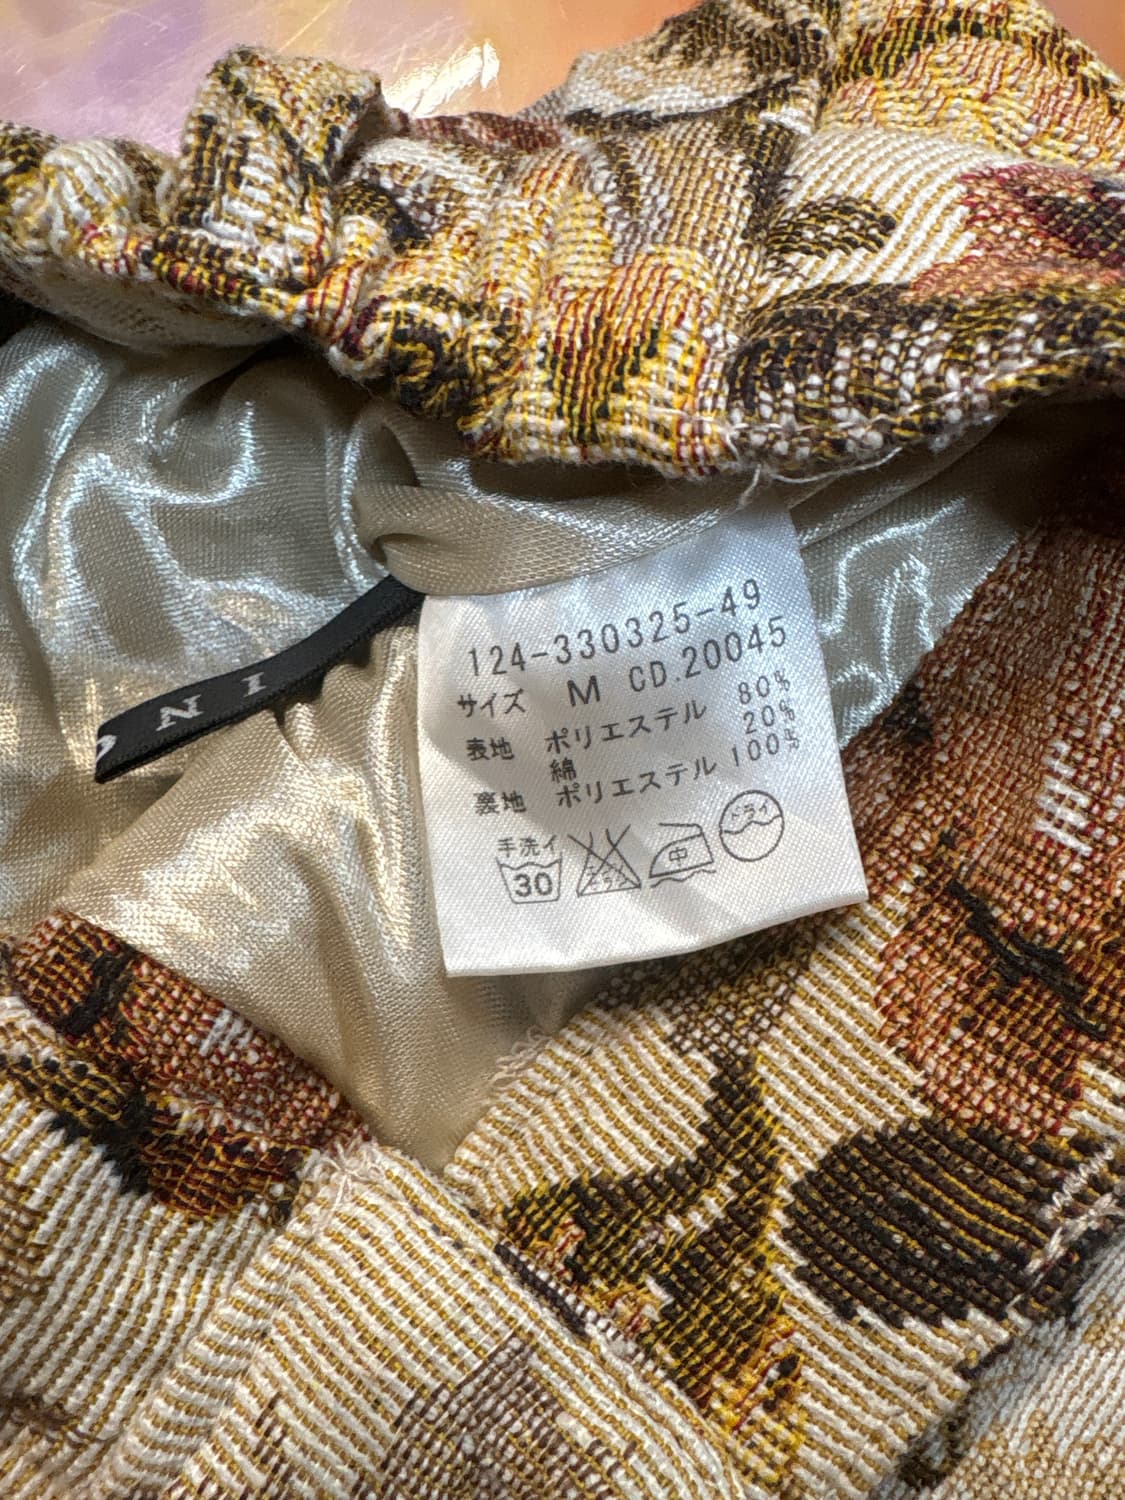 124-330325-49
サイズ M CD.20045
表地 ポリエステル 80%
綿 20%
裏地 ポリエステル 100%
手洗イ
30
中
ドライ
NI